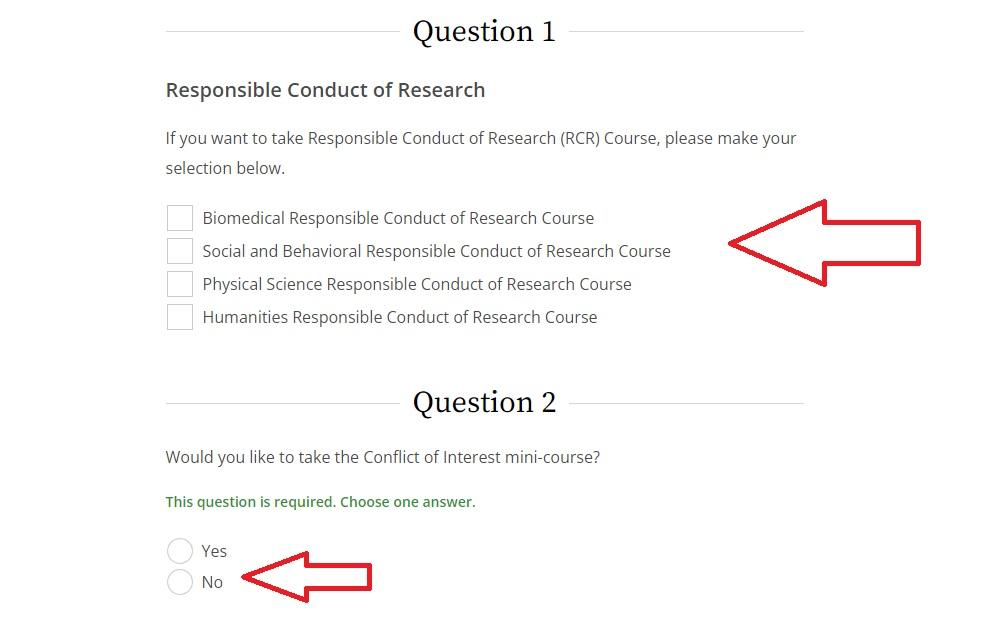 Question 1
Responsible Conduct of Research
If you want to take Responsible Conduct of Research (RCR) Course, please make your
selection below.
Biomedical Responsible Conduct of Research Course
Social and Behavioral Responsible Conduct of Research Course
Physical Science Responsible Conduct of Research Course
Humanities Responsible Conduct of Research Course
Question 2
Would you like to take the Conflict of Interest mini-course?
This question is required. Choose one answer.
Yes
No